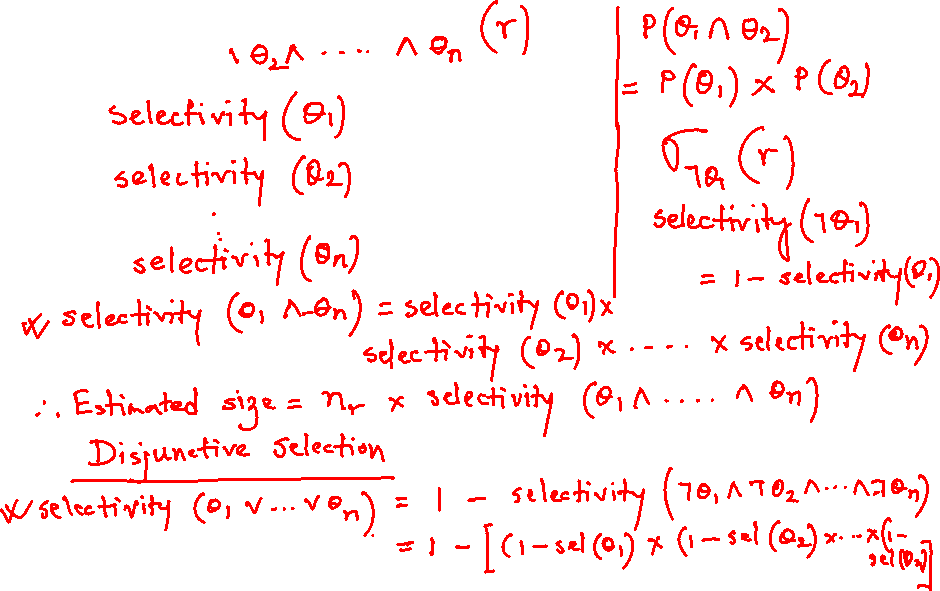 1 θ₂ ∧ ···· ∧ θₙ (r)
selectivity (θ₁)
selectivity (θ₂)
⋮
selectivity (θₙ)
P(θ₁ ∧ θ₂)
= P(θ₁) × P(θ₂)
σ¬θ₁ (r)
selectivity (¬θ₁)
= 1 - selectivity(θ₁)
selectivity (θ₁ ∧-θₙ) = selectivity (θ₁) ×
selectivity (θ₂) × ---- × selectivity (θₙ)
∴ Estimated size = nᵣ × selectivity (θ₁ ∧ .... ∧ θₙ)
Disjunctive Selection
selectivity (θ₁ ∨ ... ∨ θₙ) = 1 - selectivity (¬θ₁ ∧ ¬θ₂ ∧ ... ∧ ¬θₙ)
= 1 - [(1 - sel (θ₁) × (1 - sel (θ₂) × ... × (1 - sel (θₙ)]